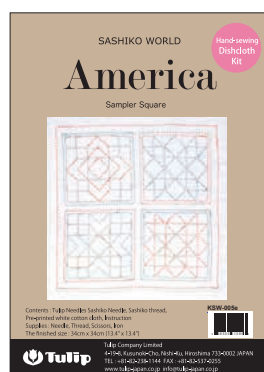 SASHIKO WORLD
Hand-sewing
Dishcloth
Kit
America
Sampler Square
Contents : Tulip Needles Sashiko Needle, Sashiko thread,
Pre-printed white cotton cloth, Instruction
Supplies : Needle, Thread, Scissors, Iron
The finished size : 34cm x 34cm (13.4" x 13.4")
KSW-805e
Tulip
Tulip Company Limited
4-19-8, Kusunoki-Cho, Nishi-Ku, Hiroshima 733-0002 JAPAN
TEL : +81-82-238-1144 FAX : +81-82-537-0255
www.tulip-japan.co.jp info@tulip-japan.co.jp